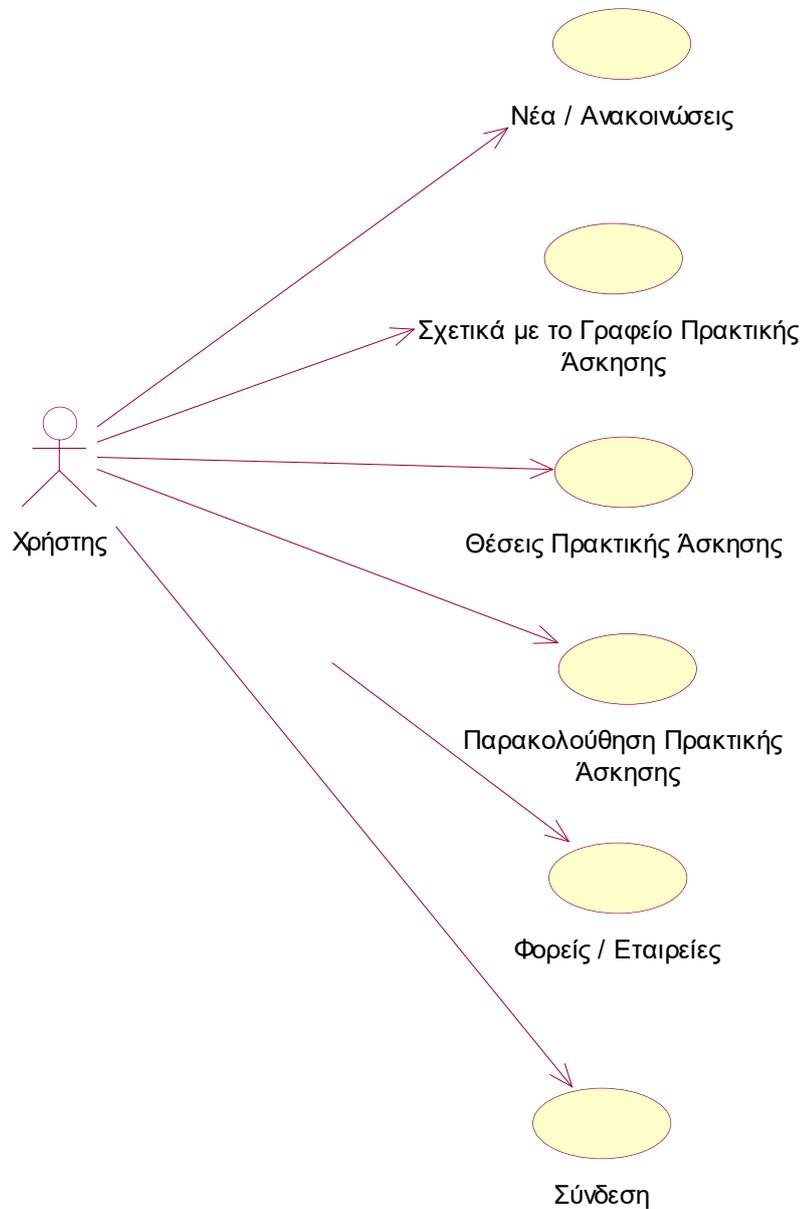 Νέα / Ανακοινώσεις
Σχετικά με το Γραφείο Πρακτικής
Άσκησης
Χρήστης
Θέσεις Πρακτικής Άσκησης
Παρακολούθηση Πρακτικής
Άσκησης
Φορείς / Εταιρείες
Σύνδεση